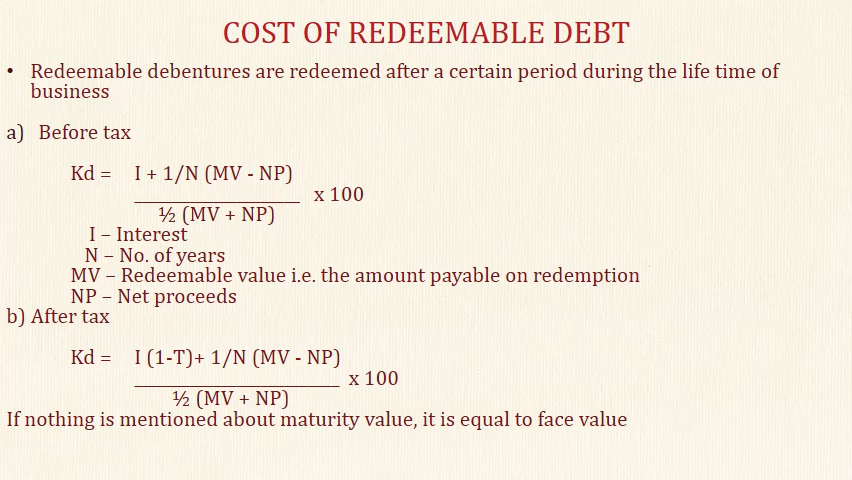 COST OF REDEEMABLE DEBT
• Redeemable debentures are redeemed after a certain period during the life time of
business
a) Before tax
Kd = I + 1/N (MV - NP)
_________________ x 100
½ (MV + NP)
I – Interest
N – No. of years
MV – Redeemable value i.e. the amount payable on redemption
NP – Net proceeds
b) After tax
Kd = I (1-T)+ 1/N (MV - NP)
_____________________ x 100
½ (MV + NP)
If nothing is mentioned about maturity value, it is equal to face value